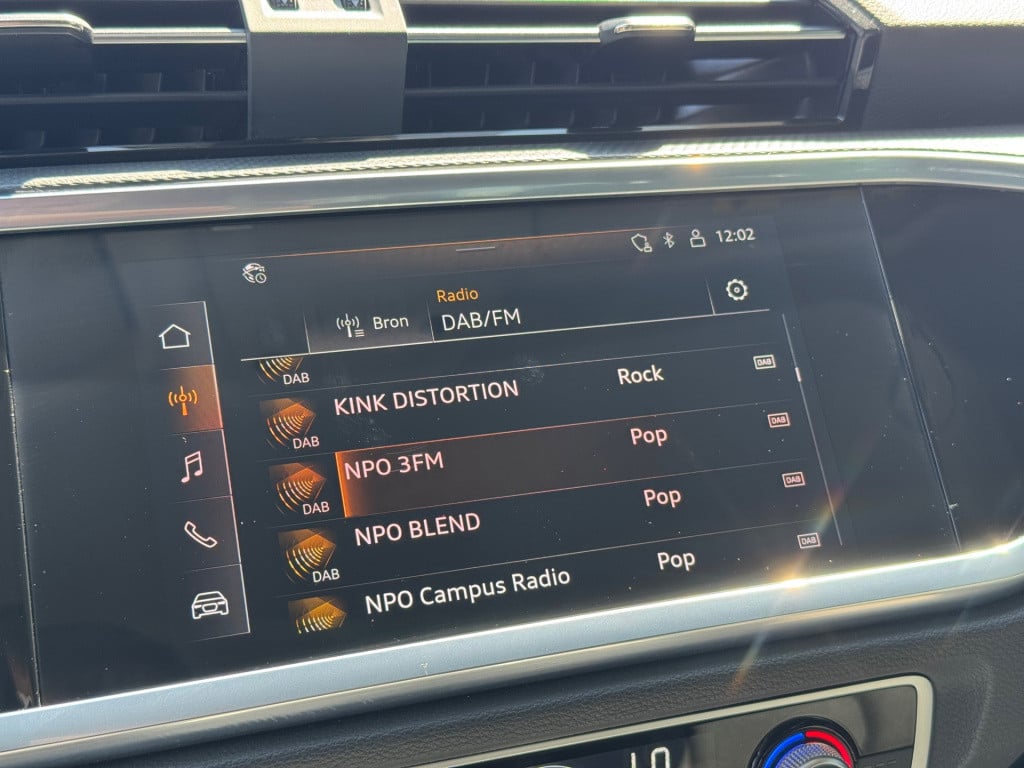 12:02
Radio
Bron
DAB/FM
DAB
DAB
KINK DISTORTION
Rock
DAB
DAB
NPO 3FM
Pop
DAB
DAB
NPO BLEND
Pop
DAB
DAB
NPO Campus Radio
Pop
DAB